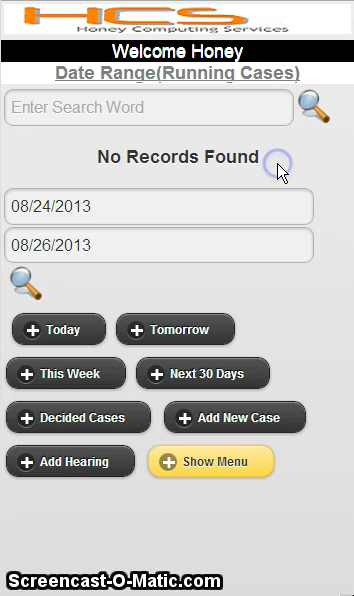 HCS
Honey Computing Services
Welcome Honey
Date Range(Running Cases)
Enter Search Word
No Records Found
08/24/2013
08/26/2013
Today
Tomorrow
This Week
Next 30 Days
Decided Cases
Add New Case
Add Hearing
Show Menu
Screencast-O-Matic.com